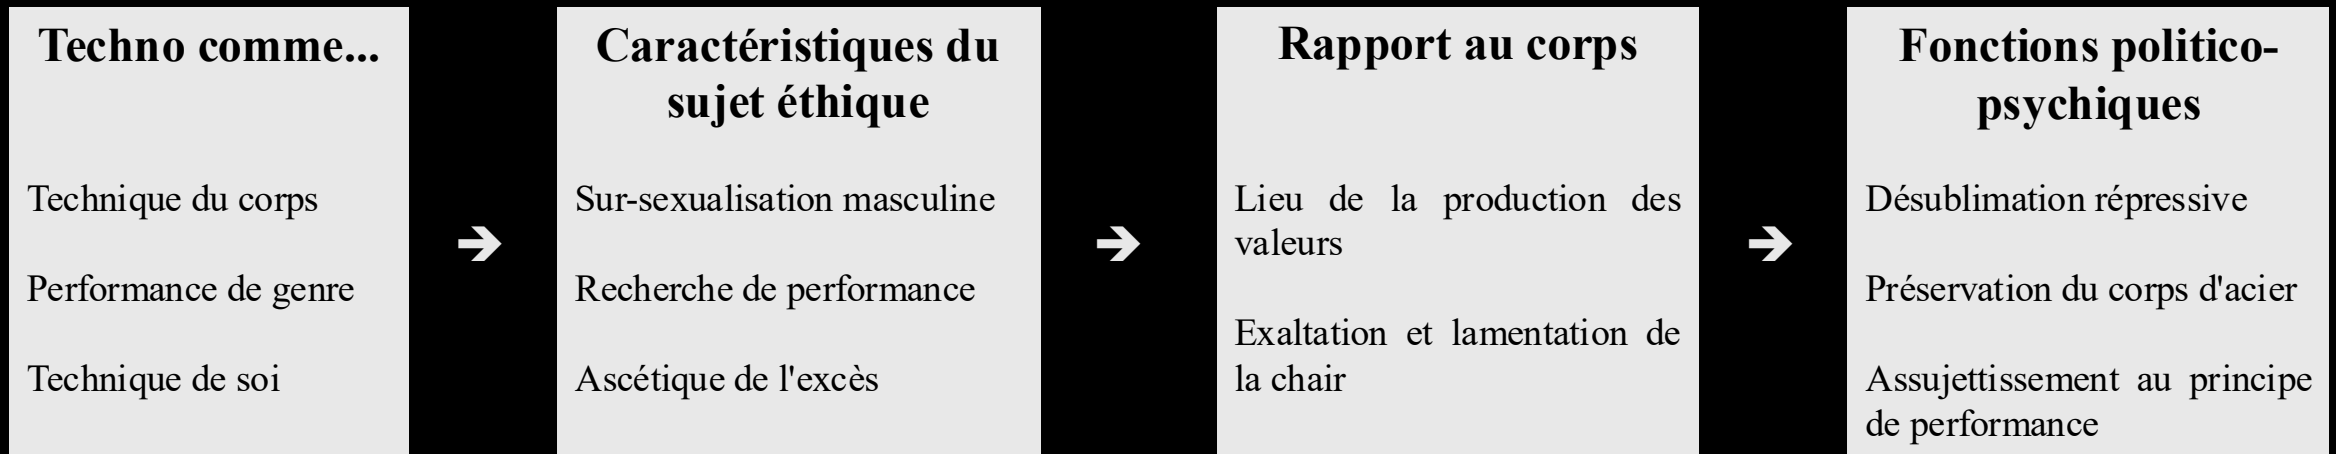 Techno comme...
Technique du corps
Performance de genre
Technique de soi
➔
Caractéristiques du
sujet éthique
Sur-sexualisation masculine
Recherche de performance
Ascétique de l'excès
➔
Rapport au corps
Lieu de la production des
valeurs
Exaltation et lamentation de
la chair
➔
Fonctions politico-
psychiques
Désublimation répressive
Préservation du corps d'acier
Assujettissement au principe
de performance